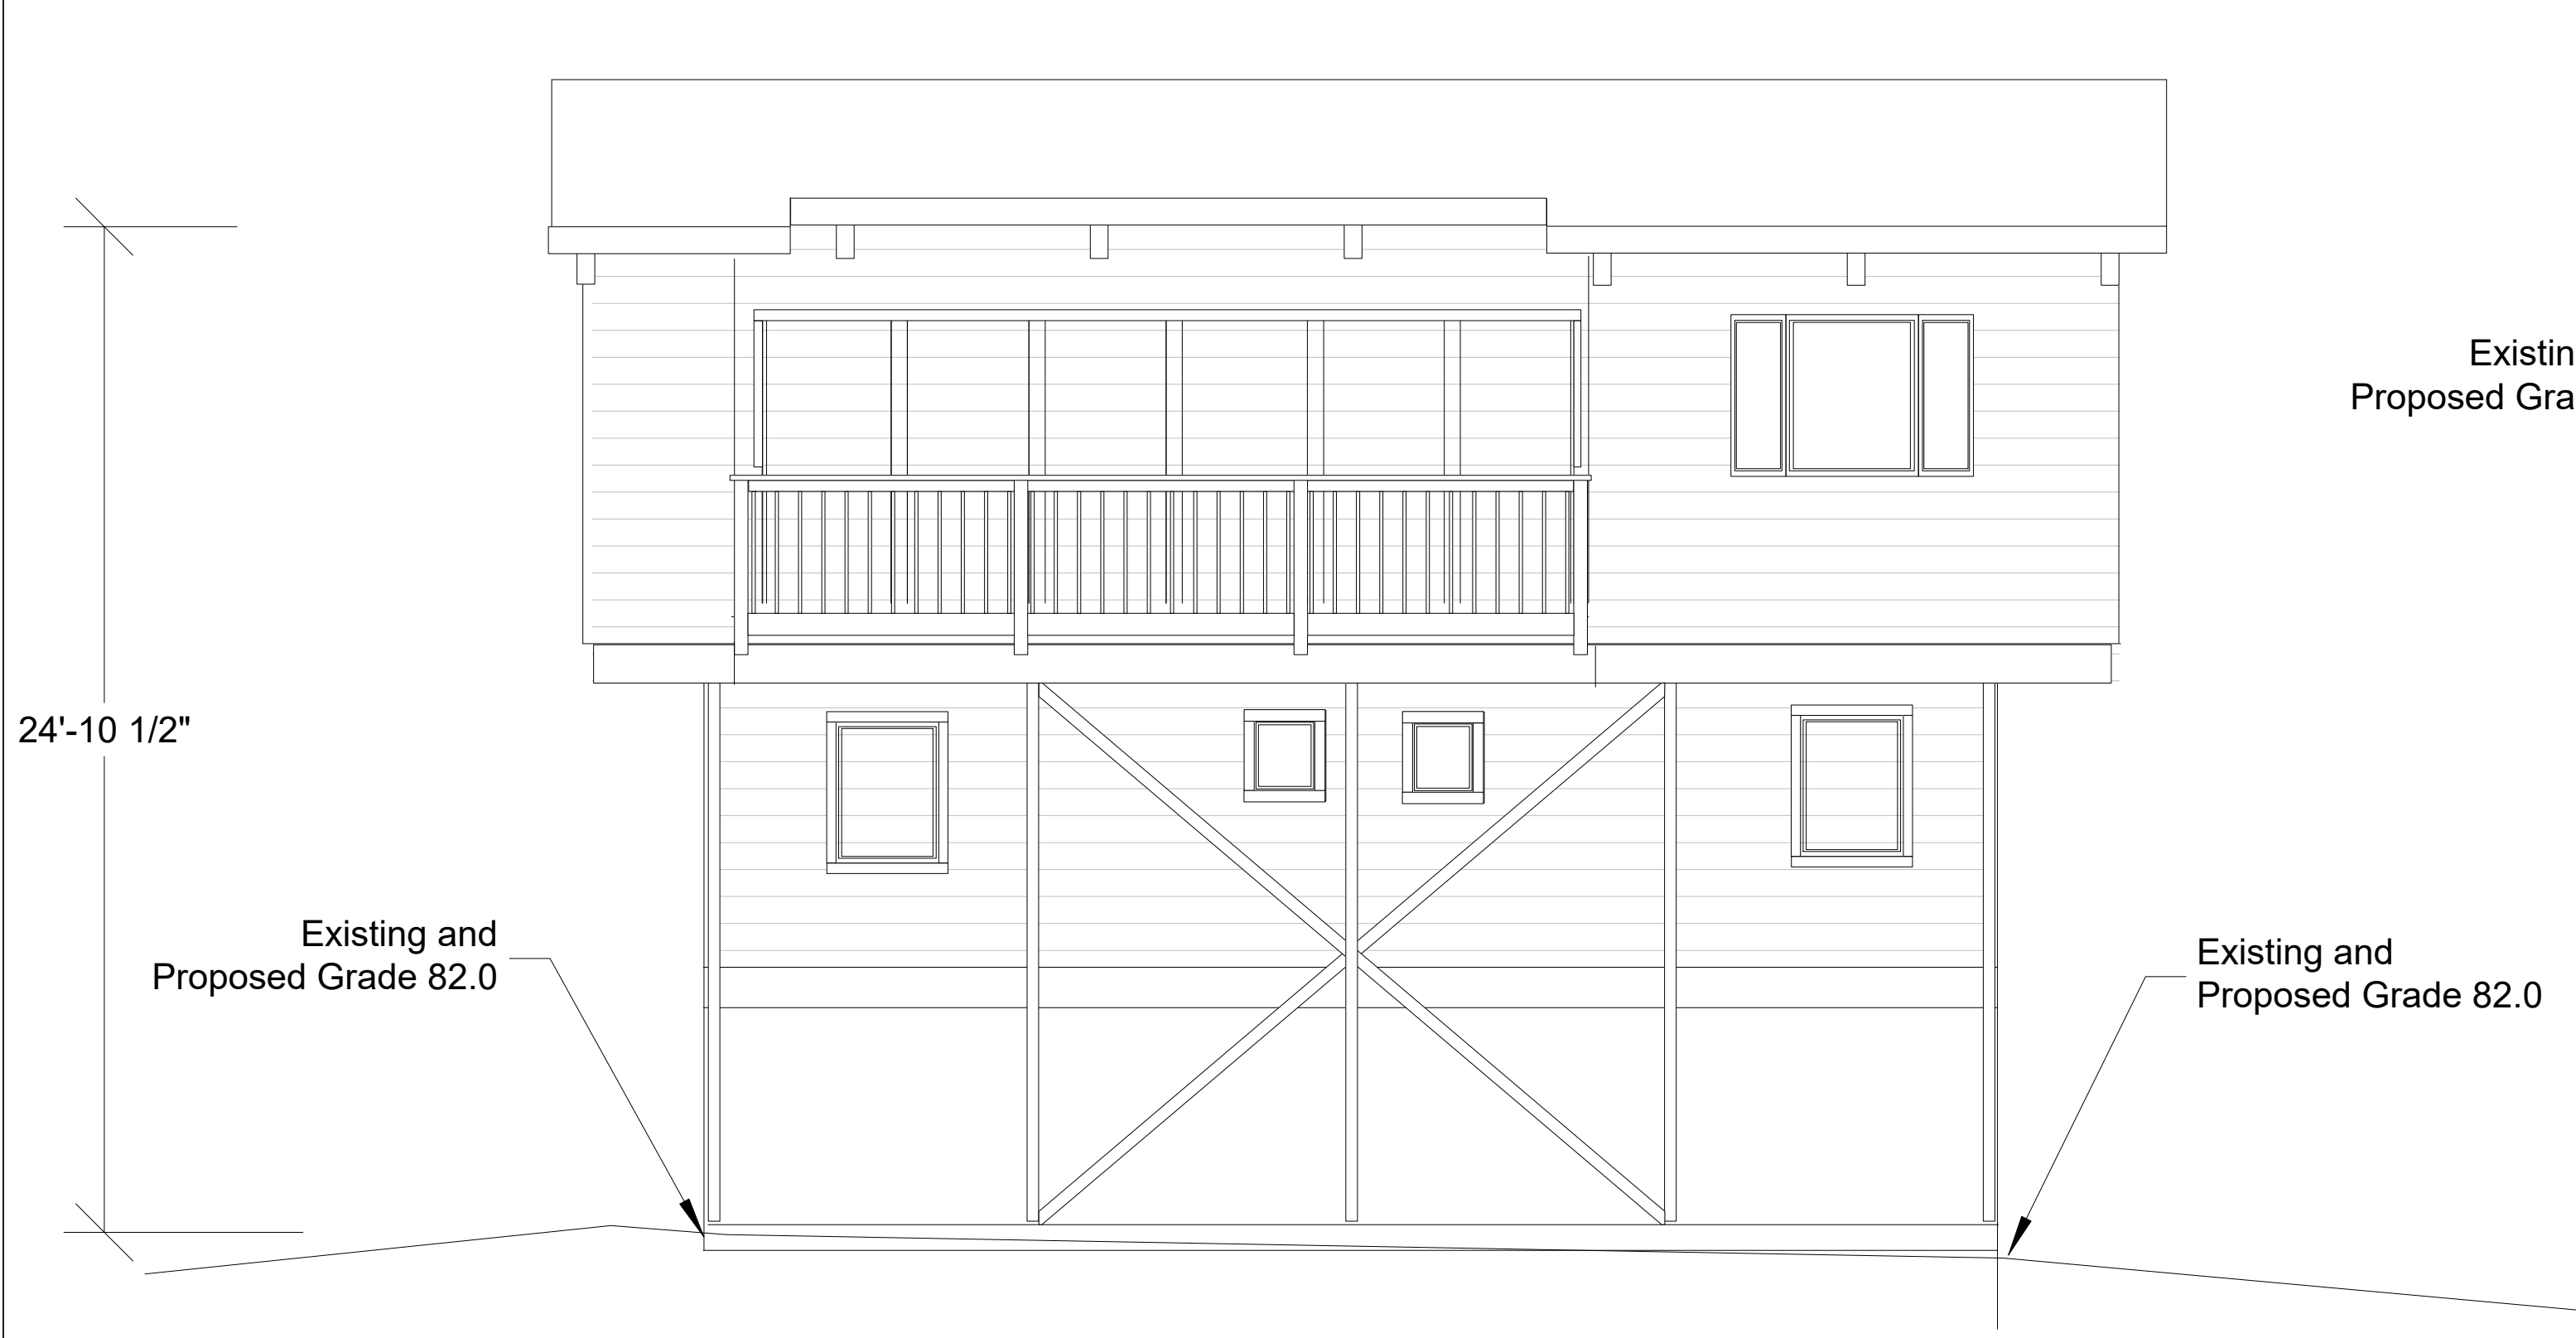 Existin
Proposed Gra
24'-10 1/2"
Existing and
Proposed Grade 82.0
Existing and
Proposed Grade 82.0